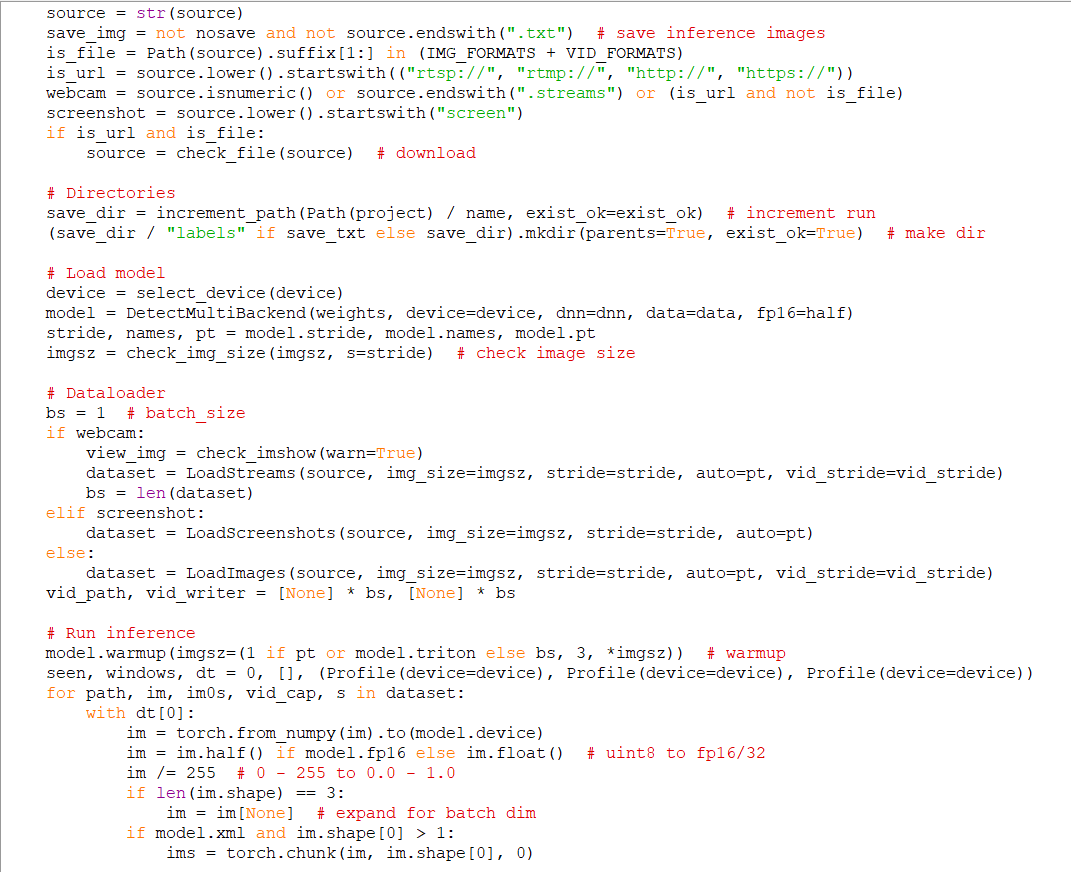 source = str(source)
save_img = not nosave and not source.endswith(".txt")  # save inference images
is_file = Path(source).suffix[1:] in (IMG_FORMATS + VID_FORMATS)
is_url = source.lower().startswith(("rtsp://", "rtmp://", "http://", "https://"))
webcam = source.isnumeric() or source.endswith(".streams") or (is_url and not is_file)
screenshot = source.lower().startswith("screen")
if is_url and is_file:
    source = check_file(source)  # download

# Directories
save_dir = increment_path(Path(project) / name, exist_ok=exist_ok)  # increment run
(save_dir / "labels" if save_txt else save_dir).mkdir(parents=True, exist_ok=True)  # make dir

# Load model
device = select_device(device)
model = DetectMultiBackend(weights, device=device, dnn=dnn, data=data, fp16=half)
stride, names, pt = model.stride, model.names, model.pt
imgsz = check_img_size(imgsz, s=stride)  # check image size

# Dataloader
bs = 1  # batch_size
if webcam:
    view_img = check_imshow(warn=True)
    dataset = LoadStreams(source, img_size=imgsz, stride=stride, auto=pt, vid_stride=vid_stride)
    bs = len(dataset)
elif screenshot:
    dataset = LoadScreenshots(source, img_size=imgsz, stride=stride, auto=pt)
else:
    dataset = LoadImages(source, img_size=imgsz, stride=stride, auto=pt, vid_stride=vid_stride)
vid_path, vid_writer = [None] * bs, [None] * bs

# Run inference
model.warmup(imgsz=(1 if pt or model.triton else bs, 3, *imgsz))  # warmup
seen, windows, dt = 0, [], (Profile(device=device), Profile(device=device), Profile(device=device))
for path, im, im0s, vid_cap, s in dataset:
    with dt[0]:
        im = torch.from_numpy(im).to(model.device)
        im = im.half() if model.fp16 else im.float()  # uint8 to fp16/32
        im /= 255  # 0 - 255 to 0.0 - 1.0
        if len(im.shape) == 3:
            im = im[None]  # expand for batch dim
        if model.xml and im.shape[0] > 1:
            ims = torch.chunk(im, im.shape[0], 0)